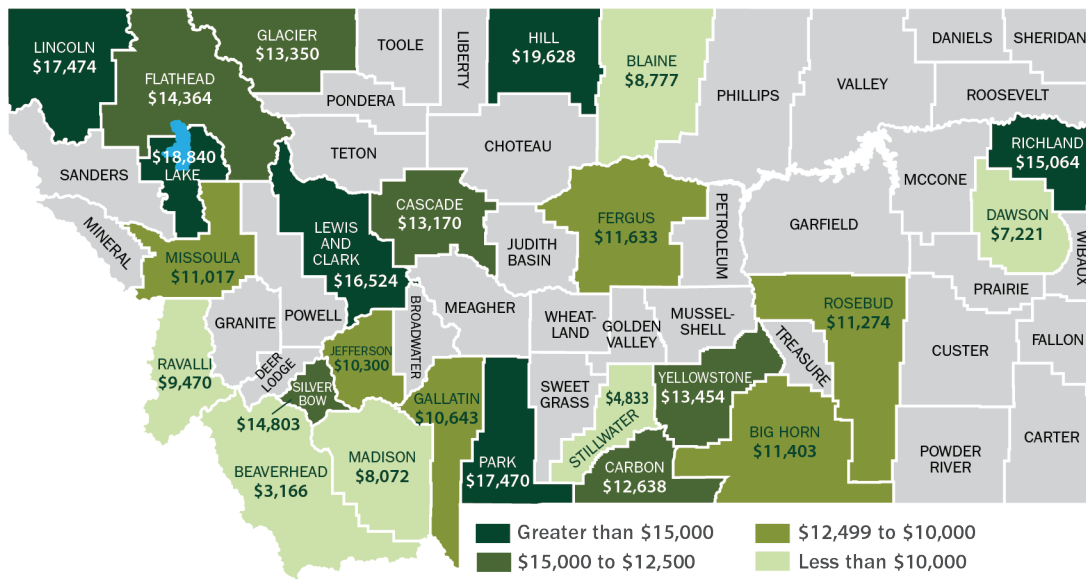 LINCOLN
$17,474
FLATHEAD
$14,364
GLACIER
$13,350
TOOLE
LIBERTY
HILL
$19,628
BLAINE
$8,777
PHILLIPS
VALLEY
DANIELS
SHERIDAN
ROOSEVELT
PONDERA
TETON
CHOTEAU
SANDERS
$18,840
LAKE
MINERAL
MISSOULA
$11,017
LEWIS
AND
CLARK
$16,524
CASCADE
$13,170
JUDITH
BASIN
FERGUS
$11,633
PETROLEUM
GARFIELD
MCCONE
RICHLAND
$15,064
DAWSON
$7,221
WIBAUX
PRAIRIE
RAVALLI
$9,470
GRANITE
POWELL
DEER
LODGE
SILVER
BOW
$14,803
JEFFERSON
$10,300
BROADWATER
MEAGHER
WHEAT-
LAND
GOLDEN
VALLEY
MUSSEL-
SHELL
TREASURE
ROSEBUD
$11,274
CUSTER
FALLON
BEAVERHEAD
$3,166
MADISON
$8,072
GALLATIN
$10,643
PARK
$17,470
SWEET
GRASS
$4,833
STILLWATER
YELLOWSTONE
$13,454
CARBON
$12,638
BIG HORN
$11,403
POWDER
RIVER
CARTER
Greater than $15,000
$15,000 to $12,500
$12,499 to $10,000
Less than $10,000